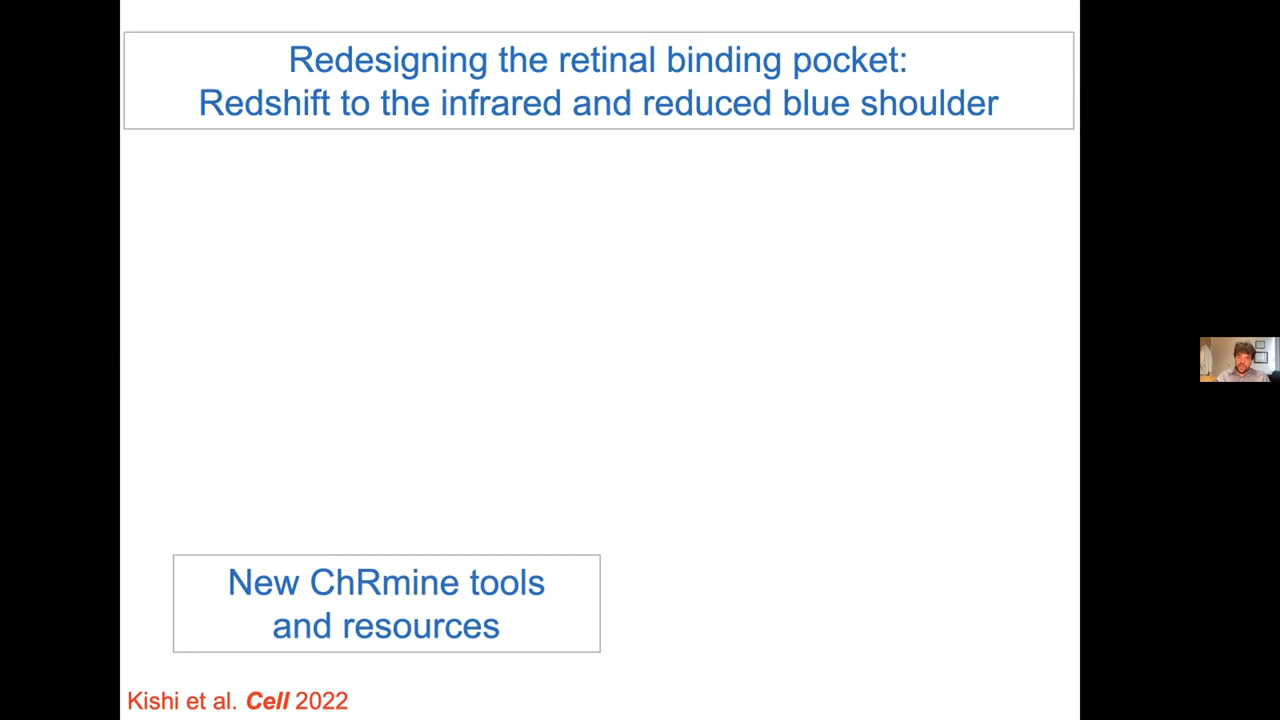 Redesigning the retinal binding pocket:
Redshift to the infrared and reduced blue shoulder
New ChRmine tools
and resources
Kishi et al. Cell 2022